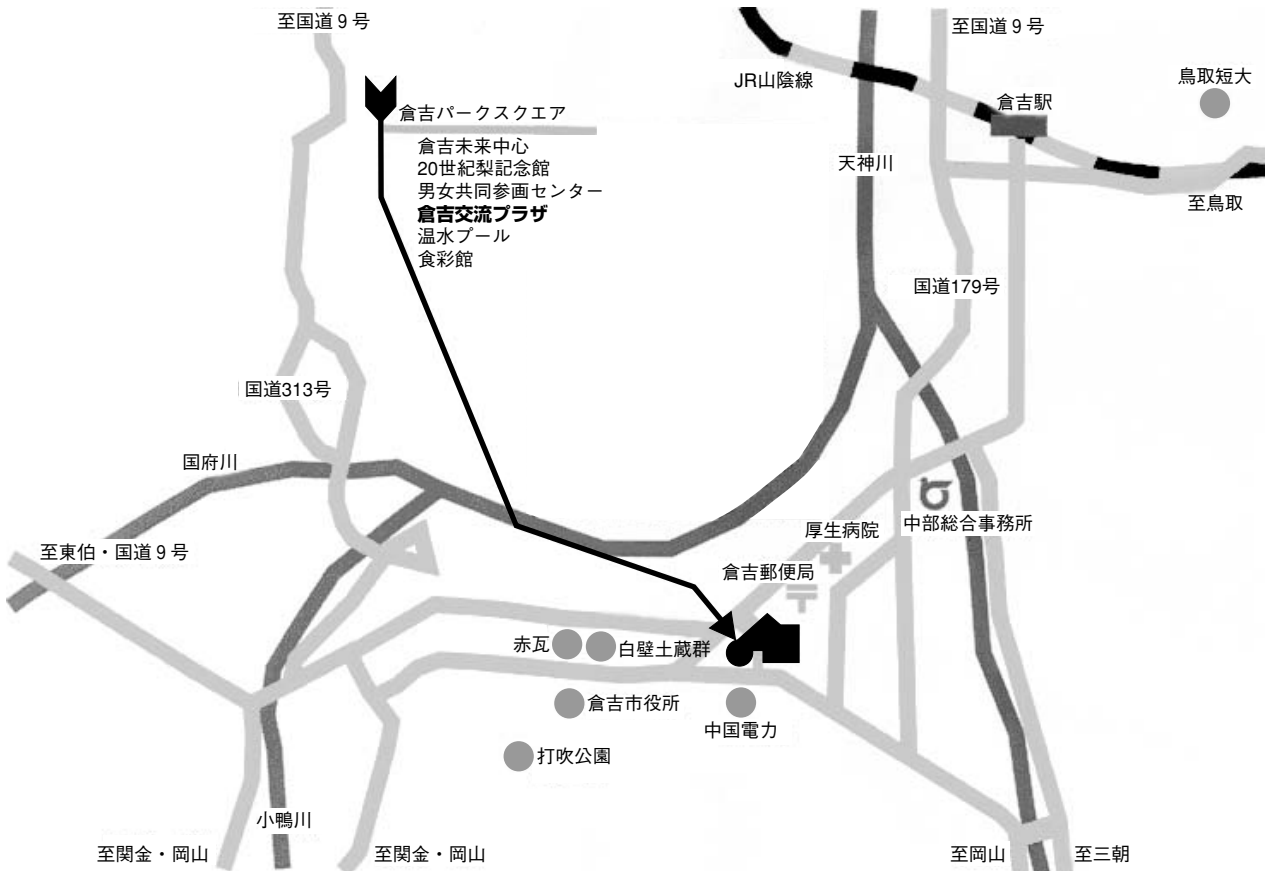 至国道9号
至国道9号
JR山陰線
鳥取短大
倉吉駅
倉吉パークスクエア
倉吉未来中心
20世紀梨記念館
男女共同参画センター
倉吉交流プラザ
温水プール
食彩館
天神川
至鳥取
国道179号
国道313号
国府川
厚生病院
中部総合事務所
至東伯・国道9号
倉吉郵便局
赤瓦
白壁土蔵群
倉吉市役所
中国電力
打吹公園
小鴨川
至関金・岡山
至関金・岡山
至岡山
至三朝